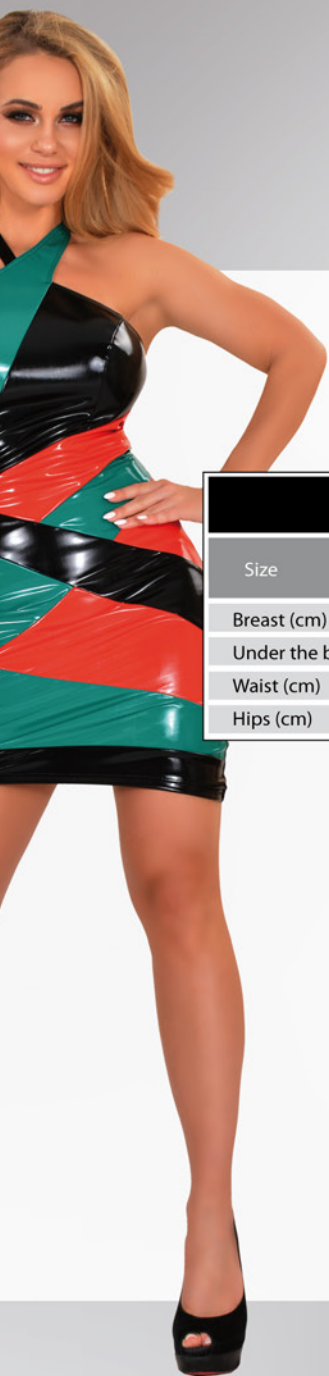 Size
Breast (cm)
Under the
Waist (cm)
Hips (cm)